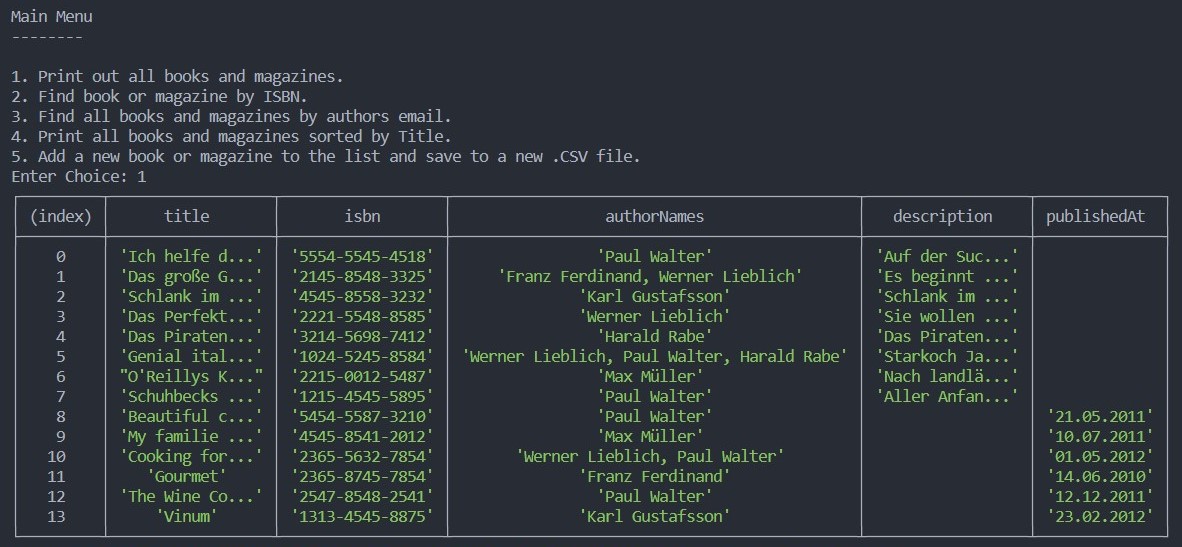 Main Menu
--------
1. Print out all books and magazines.
2. Find book or magazine by ISBN.
3. Find all books and magazines by authors email.
4. Print all books and magazines sorted by Title.
5. Add a new book or magazine to the list and save to a new .CSV file.
Enter Choice: 1
(index) title isbn authorNames description publishedAt
0 'Ich helfe d...' '5554-5545-4518' 'Paul Walter' 'Auf der Suc...'
1 'Das große G...' '2145-8548-3325' 'Franz Ferdinand, Werner Lieblich' 'Es beginnt ...'
2 'Schlank im ...' '4545-8558-3232' 'Karl Gustafsson' 'Schlank im ...'
3 'Das Perfekt...' '2221-5548-8585' 'Werner Lieblich' 'Sie wollen ...'
4 'Das Piraten...' '3214-5698-7412' 'Harald Rabe' 'Das Piraten...'
5 'Genial ital...' '1024-5245-8584' 'Werner Lieblich, Paul Walter, Harald Rabe' 'Starkoch Ja...'
6 "O'Reillys K..." '2215-0012-5487' 'Max Müller' 'Nach landlä...'
7 'Schuhbecks ...' '1215-4545-5895' 'Paul Walter' 'Aller Anfan...'
8 'Beautiful c...' '5454-5587-3210' 'Paul Walter' '21.05.2011'
9 'My familie ...' '4545-8541-2012' 'Max Müller' '10.07.2011'
10 'Cooking for...' '2365-5632-7854' 'Werner Lieblich, Paul Walter' '01.05.2012'
11 'Gourmet' '2365-8745-7854' 'Franz Ferdinand' '14.06.2010'
12 'The Wine Co...' '2547-8548-2541' 'Paul Walter' '12.12.2011'
13 'Vinum' '1313-4545-8875' 'Karl Gustafsson' '23.02.2012'